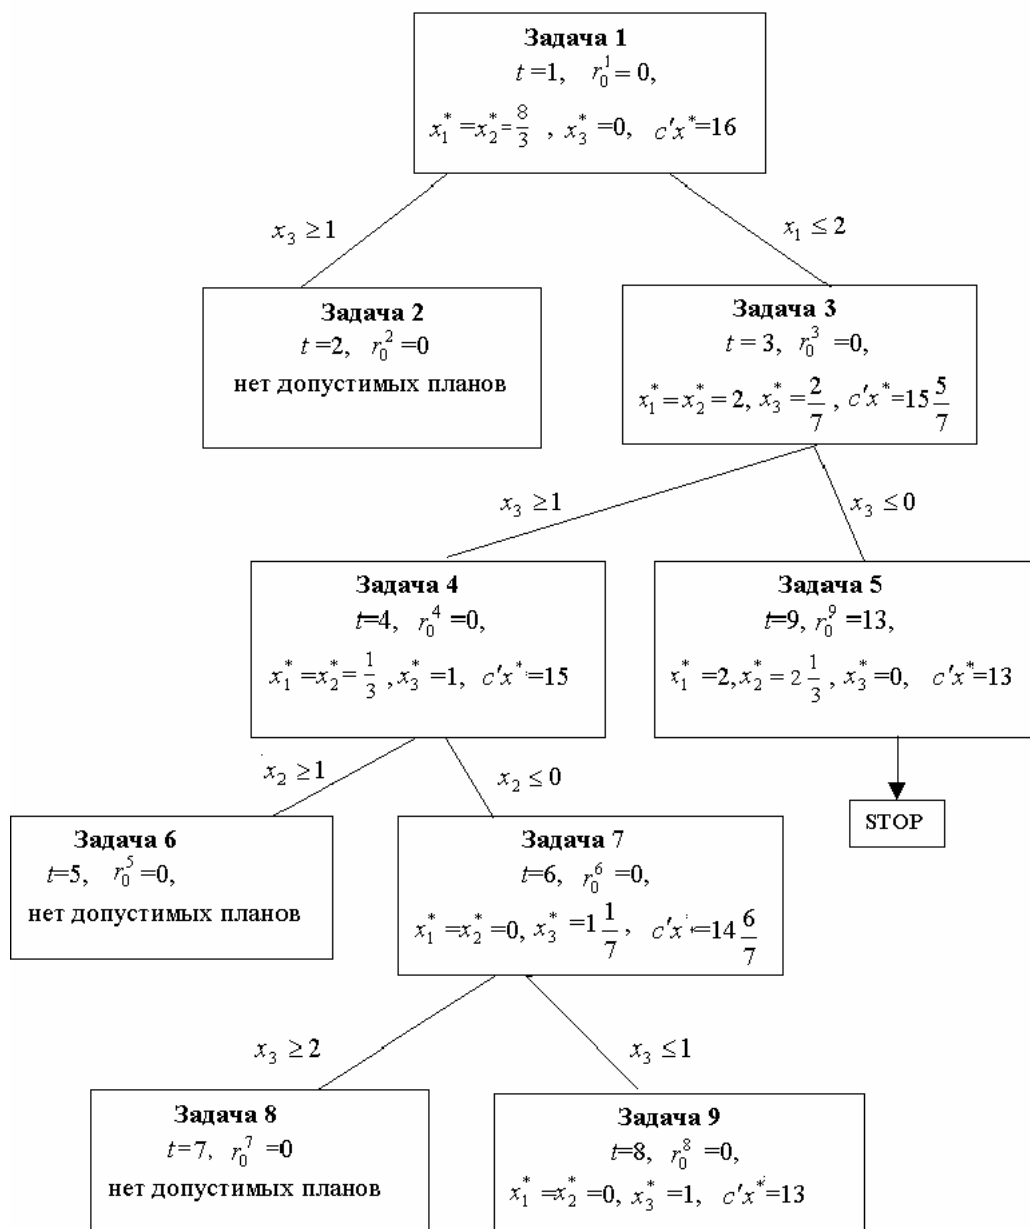 Задача 1
t =1, r₀¹ = 0,
x₁* =x₂*= 8/3 , x₃* =0, c′x*=16
x₃ ≥1
x₁ ≤ 2
Задача 2
t =2, r₀² =0
нет допустимых планов
Задача 3
t = 3, r₀³ =0,
x₁* = x₂* = 2, x₃* = 2/7 , c′x*=15 5/7
x₃ ≥1
x₃ ≤ 0
Задача 4
t=4, r₀⁴ =0,
x₁* =x₂*= 1/3 ,x₃* =1, c′x*=15
Задача 5
t=9, r₀⁹ =13,
x₁* =2,x₂* = 2 1/3 , x₃* =0, c′x*=13
x₂ ≥1
x₂ ≤ 0
STOP
Задача 6
t=5, r₀⁵ =0,
нет допустимых планов
Задача 7
t=6, r₀⁶ =0,
x₁* =x₂* =0, x₃* =1 1/7 , c′x*=14 6/7
x₃ ≥ 2
x₃ ≤1
Задача 8
t=7, r₀⁷ =0
нет допустимых планов
Задача 9
t=8, r₀⁸ =0,
x₁* =x₂* =0, x₃* =1, c′x*=13